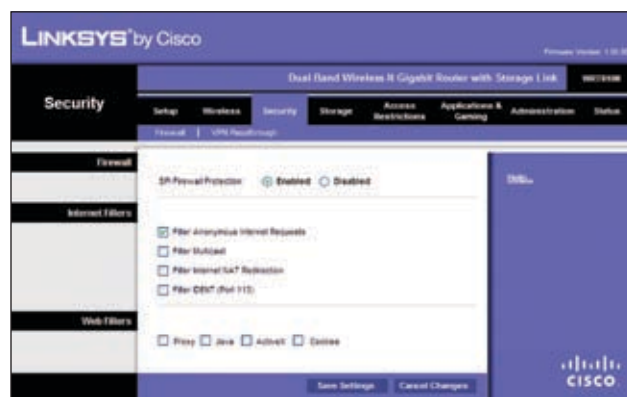 LINKSYS by Cisco
Firmware Version
Dual Band Wireless-N Gigabit Router with Storage Link
Security
Setup
Wireless
Security
Storage
Access Restrictions
Applications & Gaming
Administration
Status
Firewall | VPN Passthrough
Firewall
SPI Firewall Protection
Enabled
Disabled
Help...
Internet Filters
Filter Anonymous Internet Requests
Filter Multicast
Filter Internet NAT Redirection
Filter IDENT (Port 113)
Web Filters
Proxy
Java
ActiveX
Cookies
Save Settings
Cancel Changes
CISCO